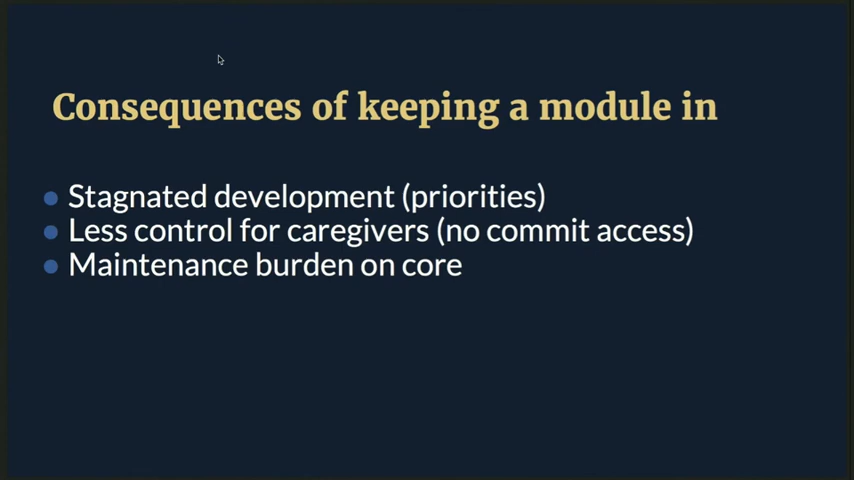 Consequences of keeping a module in
Stagnated development (priorities)
Less control for caregivers (no commit access)
Maintenance burden on core